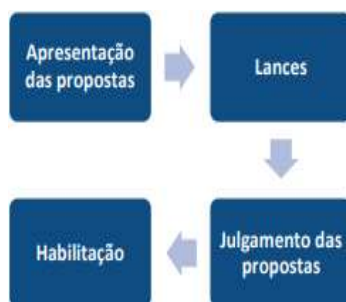 Apresentação
das propostas
Lances
Julgamento das
propostas
Habilitação